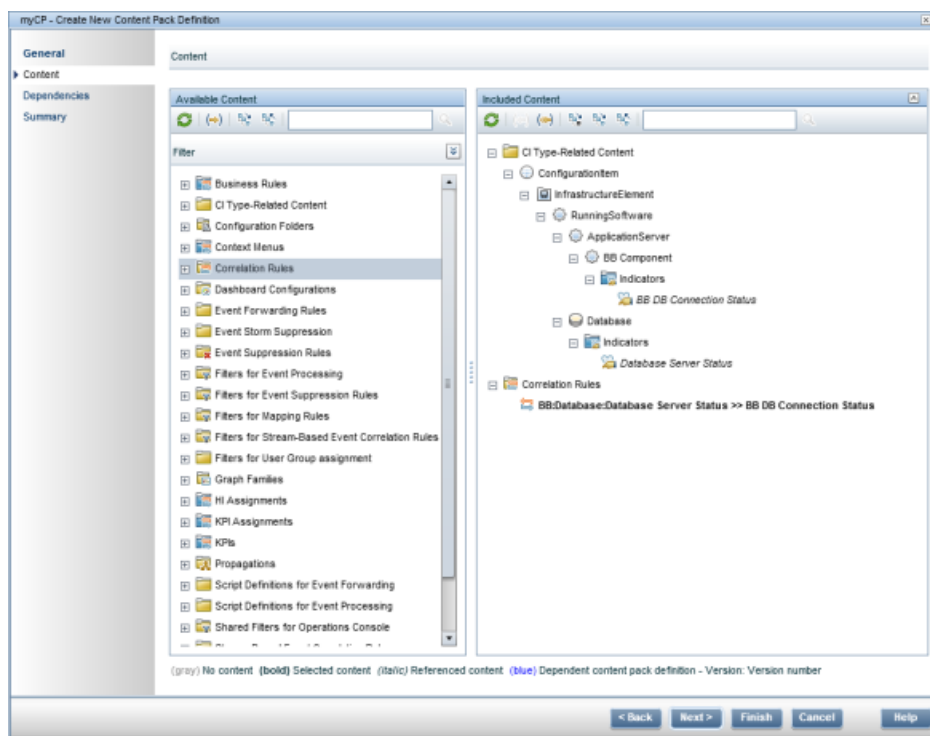 myCP - Create New Content Pack Definition
General
Content
Dependencies
Summary
Content
Available Content
Filter
Business Rules
CI Type-Related Content
Configuration Folders
Context Menus
Correlation Rules
Dashboard Configurations
Event Forwarding Rules
Event Storm Suppression
Event Suppression Rules
Filters for Event Processing
Filters for Event Suppression Rules
Filters for Mapping Rules
Filters for Stream-Based Event Correlation Rules
Filters for User Group assignment
Graph Families
HI Assignments
KPI Assignments
KPIs
Propagations
Script Definitions for Event Forwarding
Script Definitions for Event Processing
Shared Filters for Operations Console
Included Content
CI Type-Related Content
ConfigurationItem
InfrastructureElement
RunningSoftware
ApplicationServer
BB Component
Indicators
BB DB Connection Status
Database
Indicators
Database Server Status
Correlation Rules
BB:Database:Database Server Status >> BB DB Connection Status
(gray) No content (bold) Selected content (italic) Referenced content (blue) Dependent content pack definition - Version: Version number
< Back Next > Finish Cancel Help